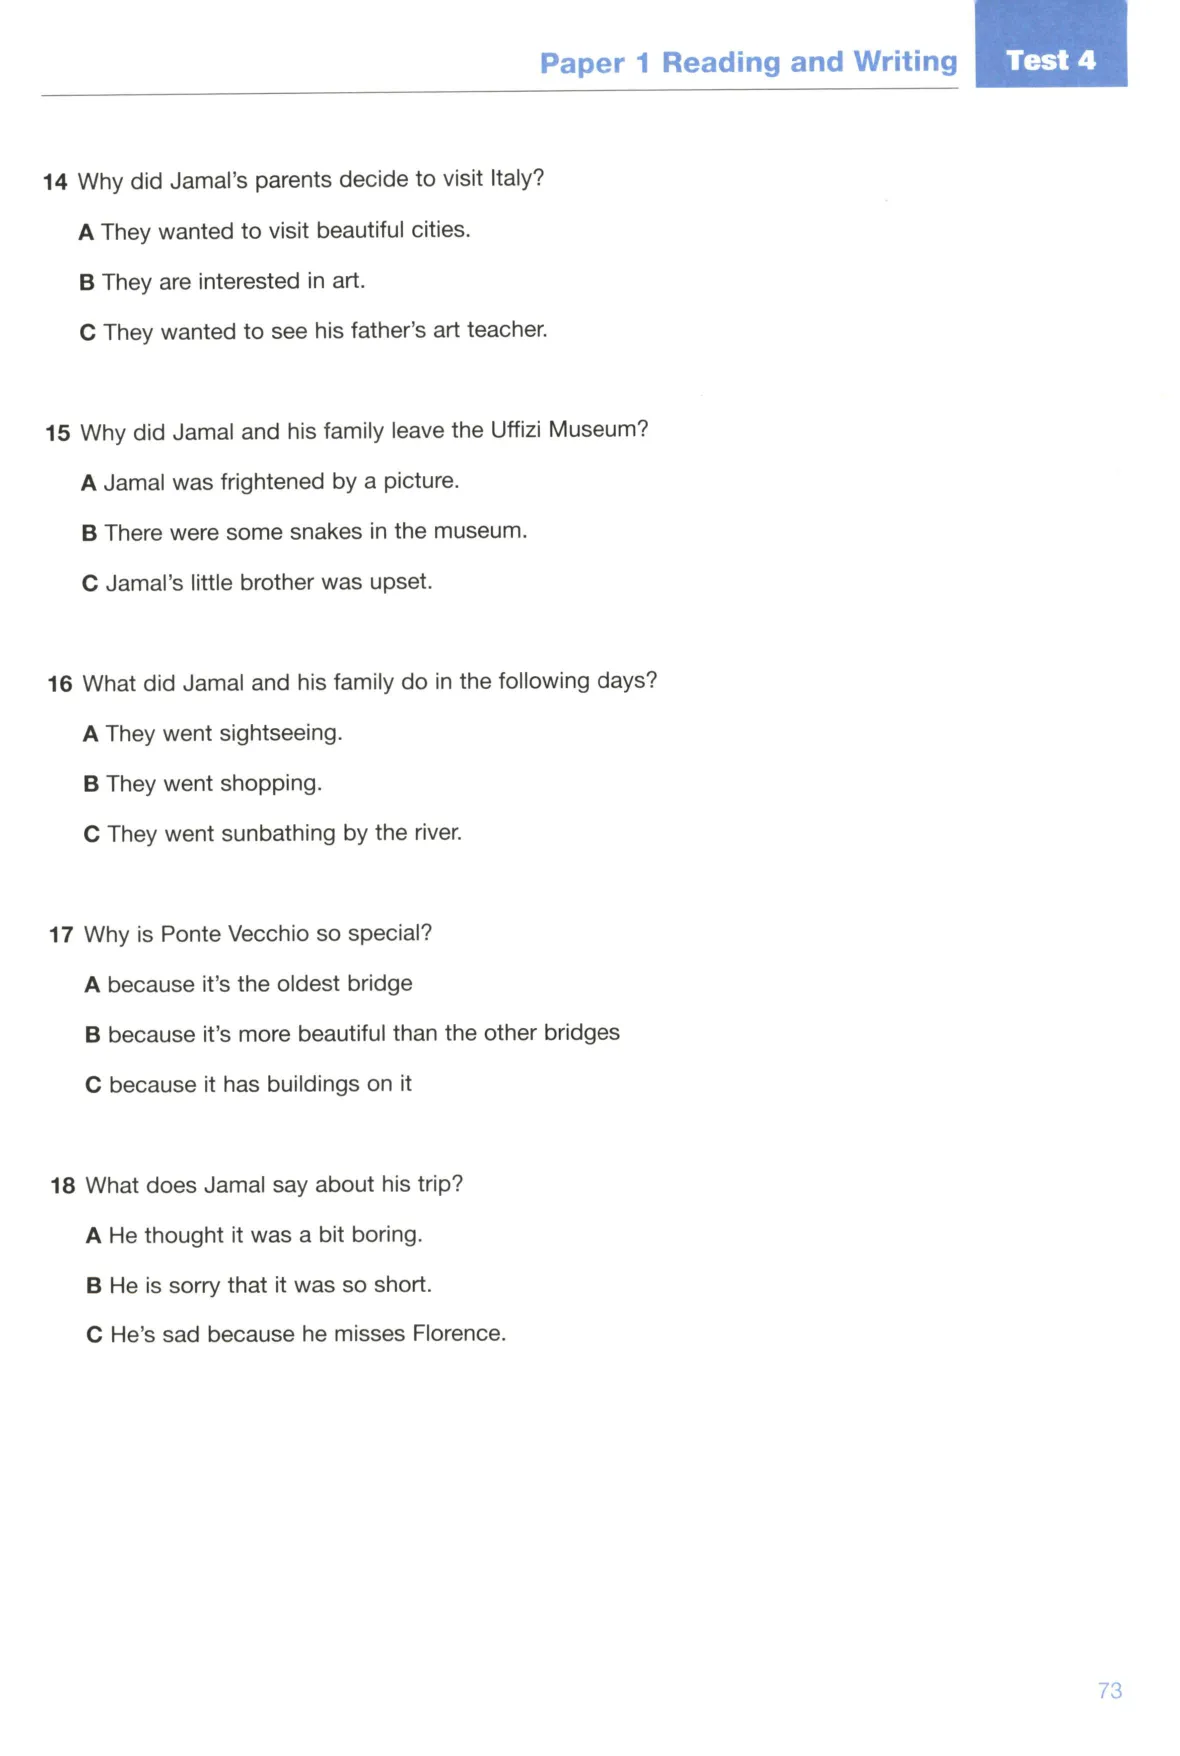 Paper 1 Reading and Writing Test 4
14 Why did Jamal's parents decide to visit Italy?
A They wanted to visit beautiful cities.
B They are interested in art.
C They wanted to see his father's art teacher.
15 Why did Jamal and his family leave the Uffizi Museum?
A Jamal was frightened by a picture.
B There were some snakes in the museum.
C Jamal's little brother was upset.
16 What did Jamal and his family do in the following days?
A They went sightseeing.
B They went shopping.
C They went sunbathing by the river.
17 Why is Ponte Vecchio so special?
A because it's the oldest bridge
B because it's more beautiful than the other bridges
C because it has buildings on it
18 What does Jamal say about his trip?
A He thought it was a bit boring.
B He is sorry that it was so short.
C He's sad because he misses Florence.
73